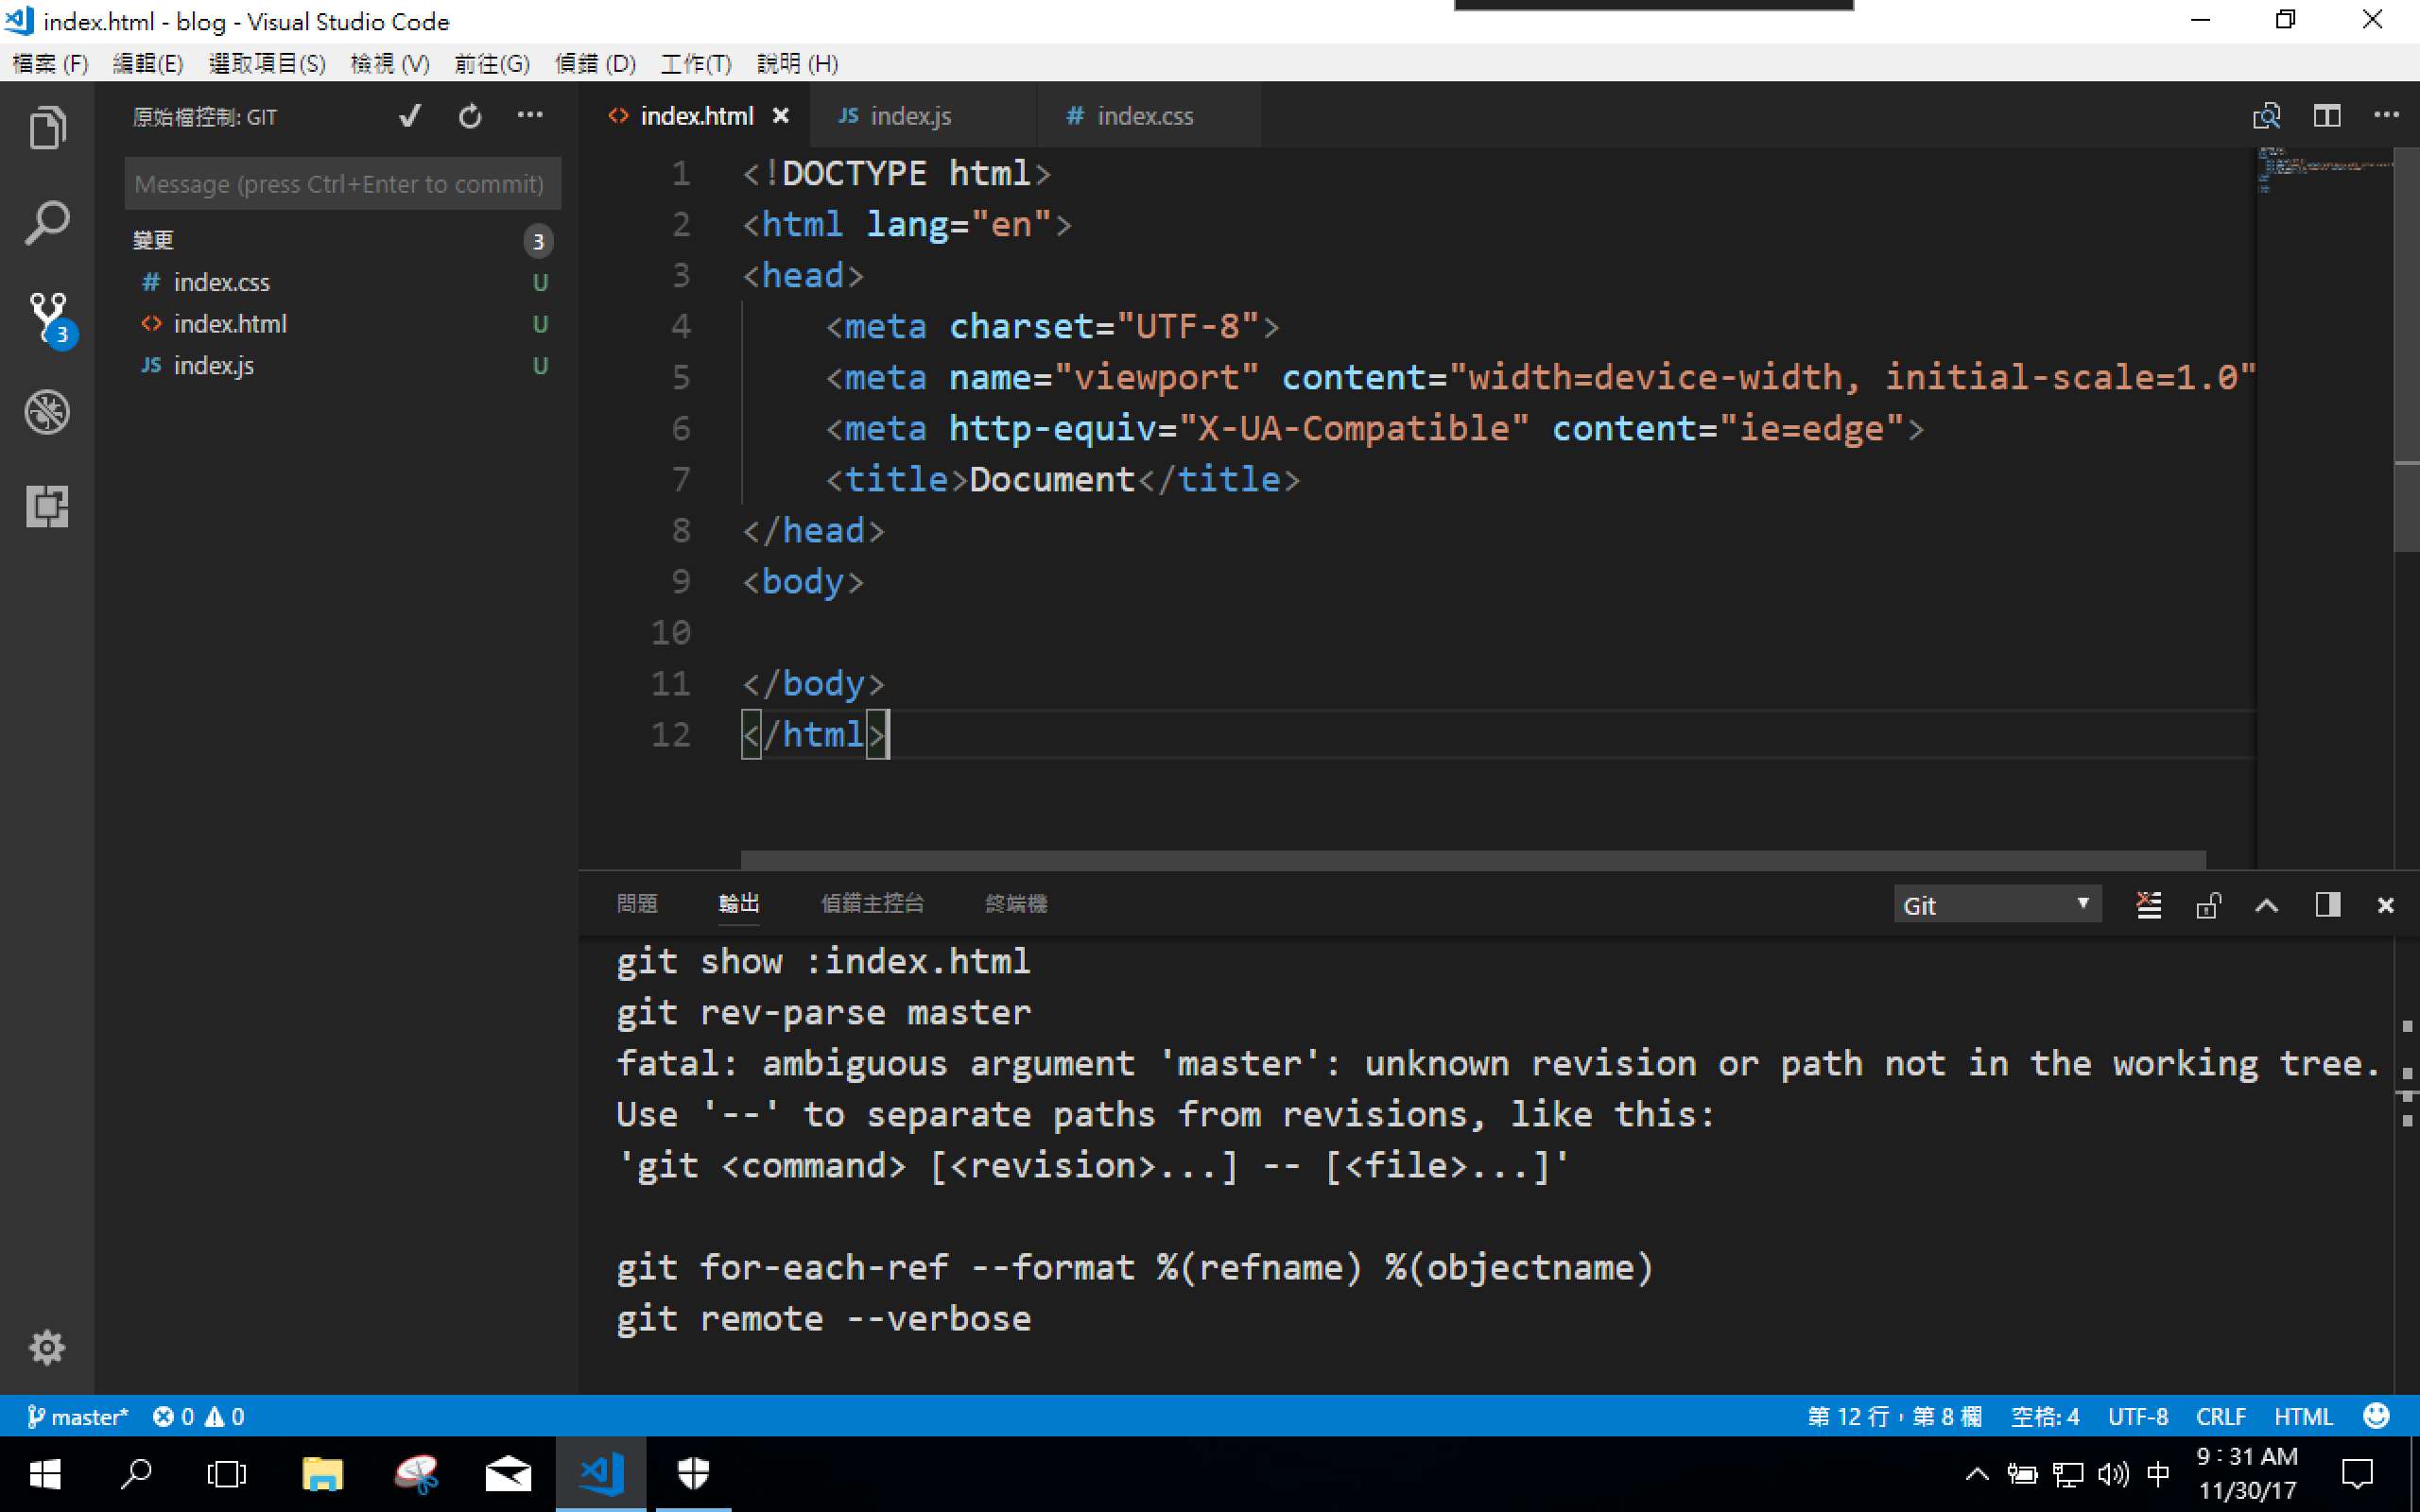 index.html - blog - Visual Studio Code
檔案 (F) 編輯(E) 選取項目(S) 檢視 (V) 前往(G) 偵錯 (D) 工作(T) 說明 (H)
原始檔控制: GIT
Message (press Ctrl+Enter to commit)
變更 3
# index.css U
<> index.html U
JS index.js U
3
<> index.html
JS index.js
# index.css
1 <!DOCTYPE html>
2 <html lang="en">
3 <head>
4 <meta charset="UTF-8">
5 <meta name="viewport" content="width=device-width, initial-scale=1.0"
6 <meta http-equiv="X-UA-Compatible" content="ie=edge">
7 <title>Document</title>
8 </head>
9 <body>
10
11 </body>
12 </html>
問題 輸出 偵錯主控台 終端機 Git
git show :index.html
git rev-parse master
fatal: ambiguous argument 'master': unknown revision or path not in the working tree.
Use '--' to separate paths from revisions, like this:
'git <command> [<revision>...] -- [<file>...]'
git for-each-ref --format %(refname) %(objectname)
git remote --verbose
master* 0 0 第 12 行，第 8 欄 空格: 4 UTF-8 CRLF HTML
中
9：31 AM
11/30/17